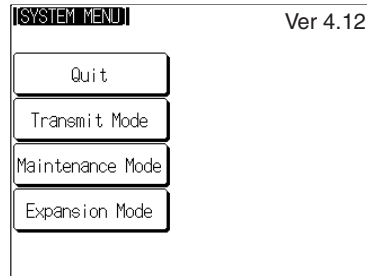 SYSTEM MENU
Ver 4.12
Quit
Transmit Mode
Maintenance Mode
Expansion Mode